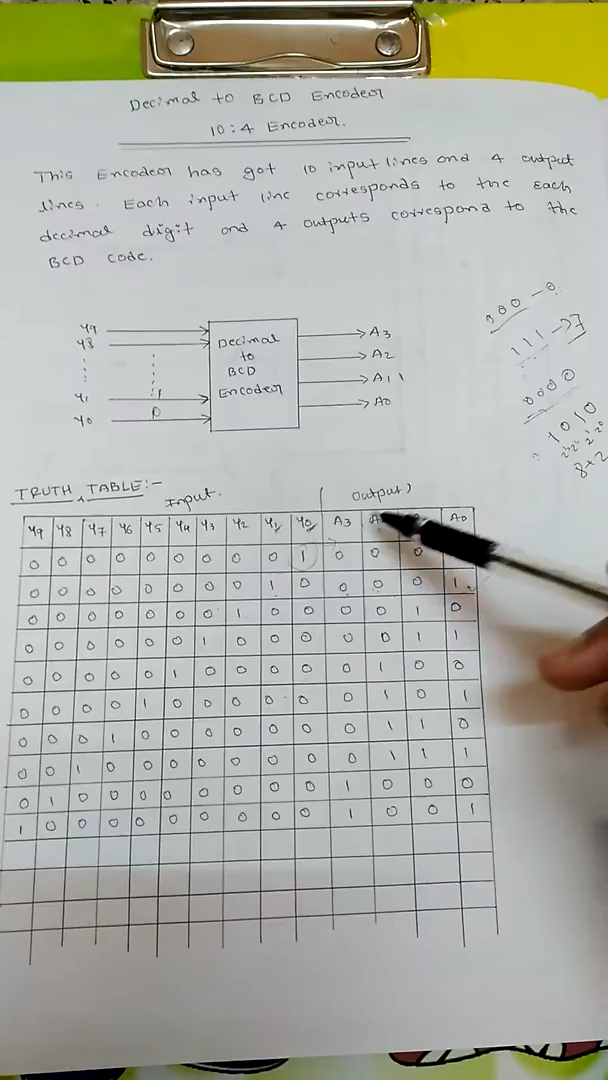 Decimal to BCD Encoder
10:4 Encoder.
This Encoder has got 10 input lines and 4 output
lines. Each input line corresponds to the Each
decimal digit and 4 outputs correspond to the
BCD code.
Y9 A3
Y8 Decimal A2
to
BCD A1
Y1 Encoder A0
Y0
000 - 0
111 -> 7
0000
1010
8+2
TRUTH TABLE:-
Input. Output
Y9 Y8 Y7 Y6 Y5 Y4 Y3 Y2 Y1 Y0 A3 A0
0 0 0 0 0 0 0 0 0 1 0 0 0
0 0 0 0 0 0 0 0 1 0 0 0 0 1
0 0 0 0 0 0 0 1 0 0 0 0 1 0
0 0 0 0 0 0 1 0 0 0 0 0 1 1
0 0 0 0 0 1 0 0 0 0 0 1 0 0
0 0 0 0 1 0 0 0 0 0 0 1 0 1
0 0 0 1 0 0 0 0 0 0 0 1 1 0
0 0 1 0 0 0 0 0 0 0 0 1 1 1
0 1 0 0 0 0 0 0 0 0 1 0 0 0
1 0 0 0 0 0 0 0 0 0 1 0 0 1